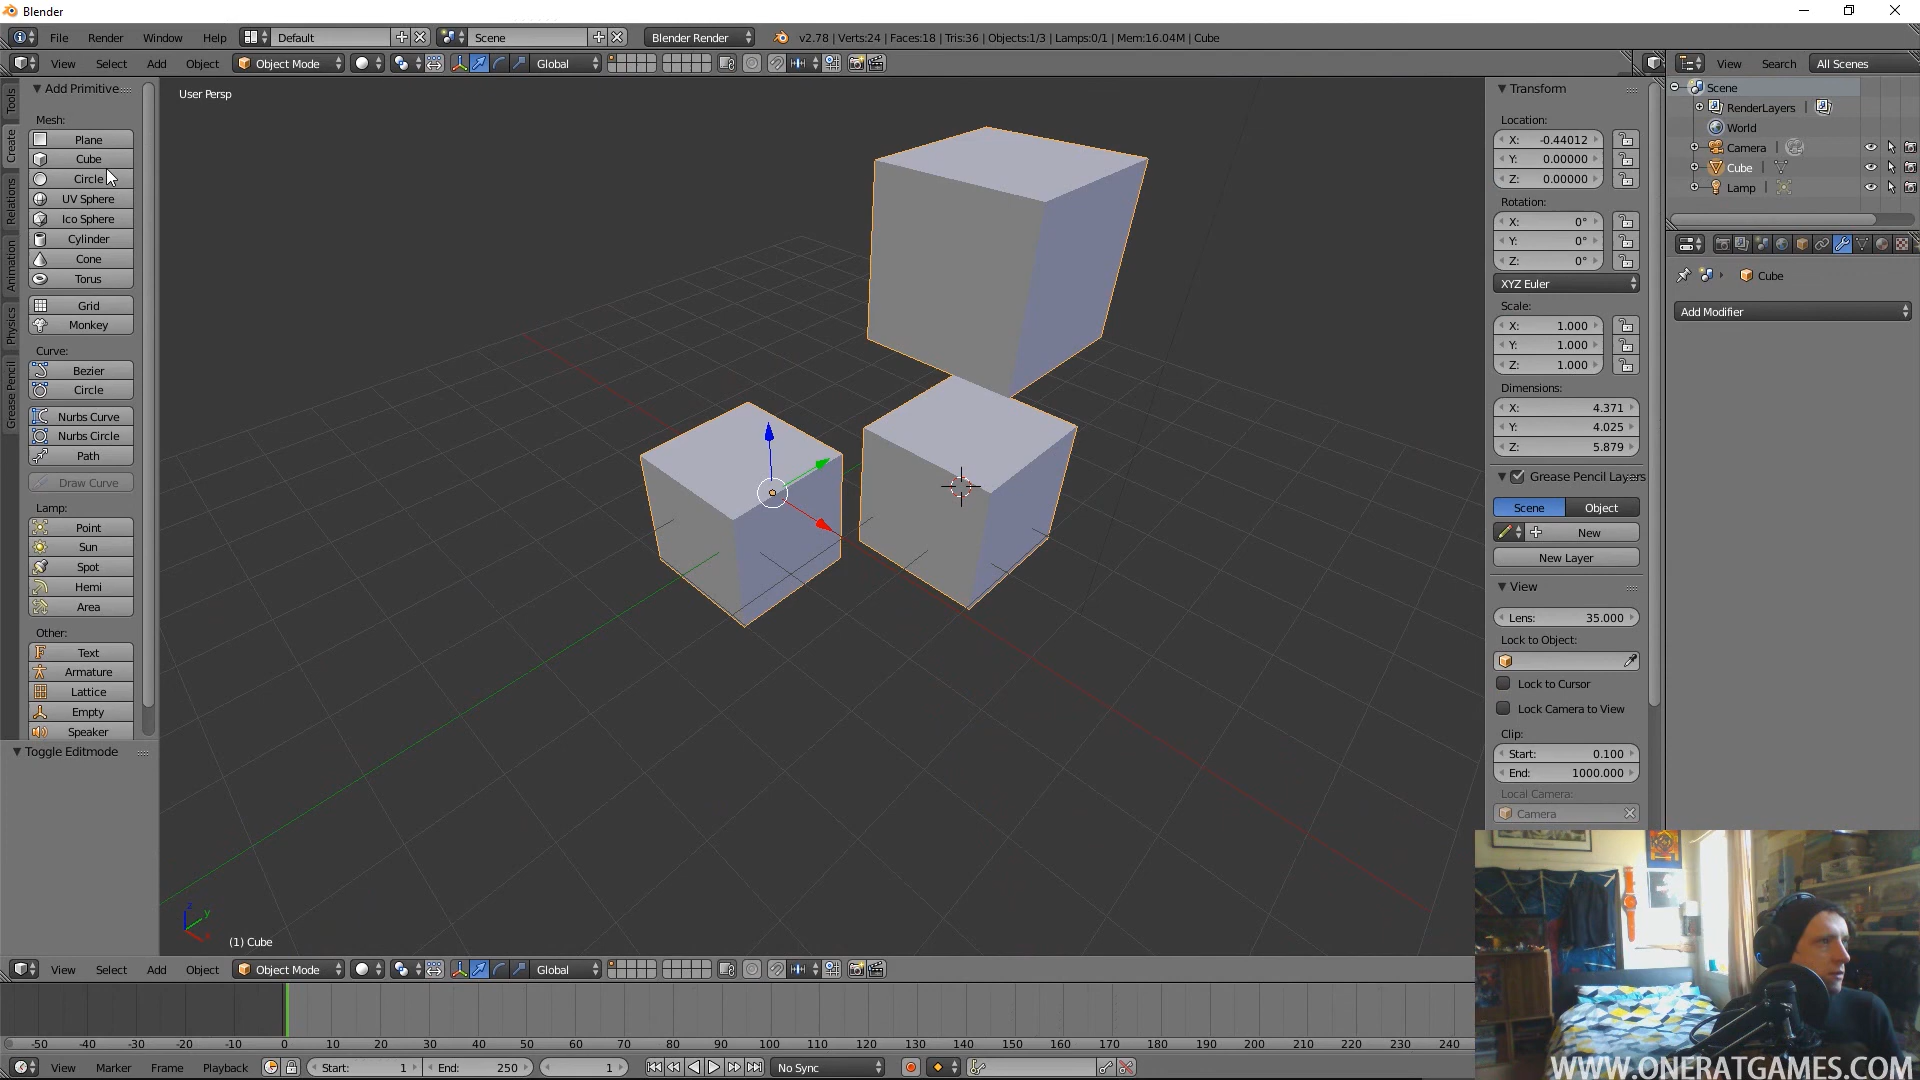 Blender
File Render Window Help Default Scene Blender Render v2.78 | Verts:24 | Faces:18 | Tris:36 | Objects:1/3 | Lamps:0/1 | Mem:16.04M | Cube
View Select Add Object Object Mode Global
View Search All Scenes
Tools
Create
Relations
Animation
Physics
Grease Pencil
Add Primitive
Mesh:
Plane
Cube
Circle
UV Sphere
Ico Sphere
Cylinder
Cone
Torus
Grid
Monkey
Curve:
Bezier
Circle
Nurbs Curve
Nurbs Circle
Path
Draw Curve
Lamp:
Point
Sun
Spot
Hemi
Area
Other:
Text
Armature
Lattice
Empty
Speaker
Toggle Editmode
User Persp
z
y
x
(1) Cube
Transform
Location:
X: -0.44012
Y: 0.00000
Z: 0.00000
Rotation:
X: 0°
Y: 0°
Z: 0°
XYZ Euler
Scale:
X: 1.000
Y: 1.000
Z: 1.000
Dimensions:
X: 4.371
Y: 4.025
Z: 5.879
Grease Pencil Layers
Scene Object
New
New Layer
View
Lens: 35.000
Lock to Object:
Lock to Cursor
Lock Camera to View
Clip:
Start: 0.100
End: 1000.000
Local Camera:
Camera
Scene
RenderLayers
World
Camera
Cube
Lamp
Cube
Add Modifier
View Select Add Object Object Mode Global
-50 -40 -30 -20 -10 0 10 20 30 40 50 60 70 80 90 100 110 120 130 140 150 160 170 180 190 200 210 220 230 240
View Marker Frame Playback Start: 1 End: 250 1 No Sync
WWW.ONERATGAMES.COM